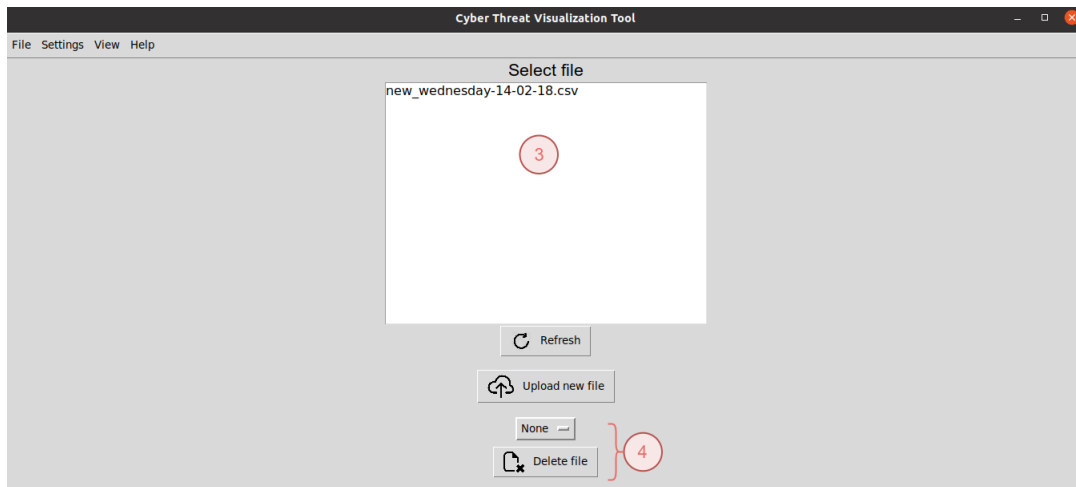 Cyber Threat Visualization Tool
File Settings View Help
Select file
new_wednesday-14-02-18.csv
3
Refresh
Upload new file
None
4
Delete file